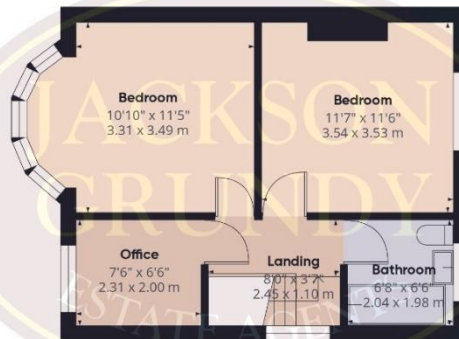 Bedroom
10'10" x 11'5"
3.31 x 3.49 m
Bedroom
11'7" x 11'6"
3.54 x 3.53 m
JACKSON
GRUNDY
Office
7'6" x 6'6"
2.31 x 2.00 m
Landing
8'0" x 3'7"
2.45 x 1.10 m
Bathroom
6'8" x 6'6"
2.04 x 1.98 m
ESTATE AGENT